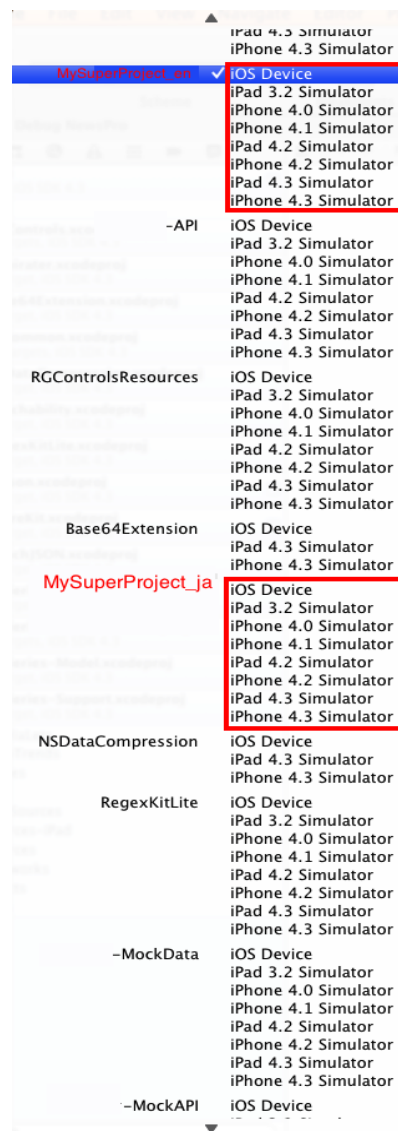 iPad 4.3 Simulator
iPhone 4.3 Simulator
MySuperProject_en ✓ iOS Device
iPad 3.2 Simulator
iPhone 4.0 Simulator
iPhone 4.1 Simulator
iPad 4.2 Simulator
iPhone 4.2 Simulator
iPad 4.3 Simulator
iPhone 4.3 Simulator
-API iOS Device
iPad 3.2 Simulator
iPhone 4.0 Simulator
iPhone 4.1 Simulator
iPad 4.2 Simulator
iPhone 4.2 Simulator
iPad 4.3 Simulator
iPhone 4.3 Simulator
RGControlsResources iOS Device
iPad 3.2 Simulator
iPhone 4.0 Simulator
iPhone 4.1 Simulator
iPad 4.2 Simulator
iPhone 4.2 Simulator
iPad 4.3 Simulator
iPhone 4.3 Simulator
Base64Extension iOS Device
iPad 4.3 Simulator
iPhone 4.3 Simulator
MySuperProject_ja iOS Device
iPad 3.2 Simulator
iPhone 4.0 Simulator
iPhone 4.1 Simulator
iPad 4.2 Simulator
iPhone 4.2 Simulator
iPad 4.3 Simulator
iPhone 4.3 Simulator
NSDataCompression iOS Device
iPad 4.3 Simulator
iPhone 4.3 Simulator
RegexKitLite iOS Device
iPad 3.2 Simulator
iPhone 4.0 Simulator
iPhone 4.1 Simulator
iPad 4.2 Simulator
iPhone 4.2 Simulator
iPad 4.3 Simulator
iPhone 4.3 Simulator
-MockData iOS Device
iPad 3.2 Simulator
iPhone 4.0 Simulator
iPhone 4.1 Simulator
iPad 4.2 Simulator
iPhone 4.2 Simulator
iPad 4.3 Simulator
iPhone 4.3 Simulator
-MockAPI iOS Device